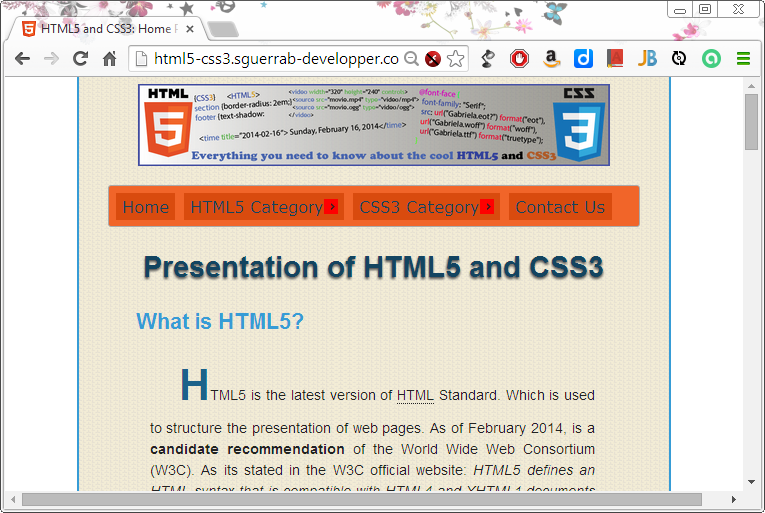 HTML5 and CSS3: Home P
html5-css3.sguerrab-developper.co
HTML
5
{CSS3} <HTML5>
section {border-radius: 2em;}
footer {text-shadow:
<video width="320" height="240" controls>
<source src="movie.mp4" type="video/mp4">
<source src="movie.ogg" type="video/ogg">
</video>
<time title="2014-02-16"> Sunday, February 16, 2014</time>
@font-face {
font-family: "Serif";
src: url("Gabriela.eot?") format("eot"),
url("Gabriela.woff") format("woff"),
url("Gabriela.ttf") format("truetype");
}
CSS
3
Everything you need to know about the cool HTML5 and CSS3
Home HTML5 Category CSS3 Category Contact Us
Presentation of HTML5 and CSS3
What is HTML5?
HTML5 is the latest version of HTML Standard. Which is used
to structure the presentation of web pages. As of February 2014, is a
candidate recommendation of the World Wide Web Consortium
(W3C). As its stated in the W3C official website: HTML5 defines an
HTML syntax that is compatible with HTML4 and XHTML1 documents